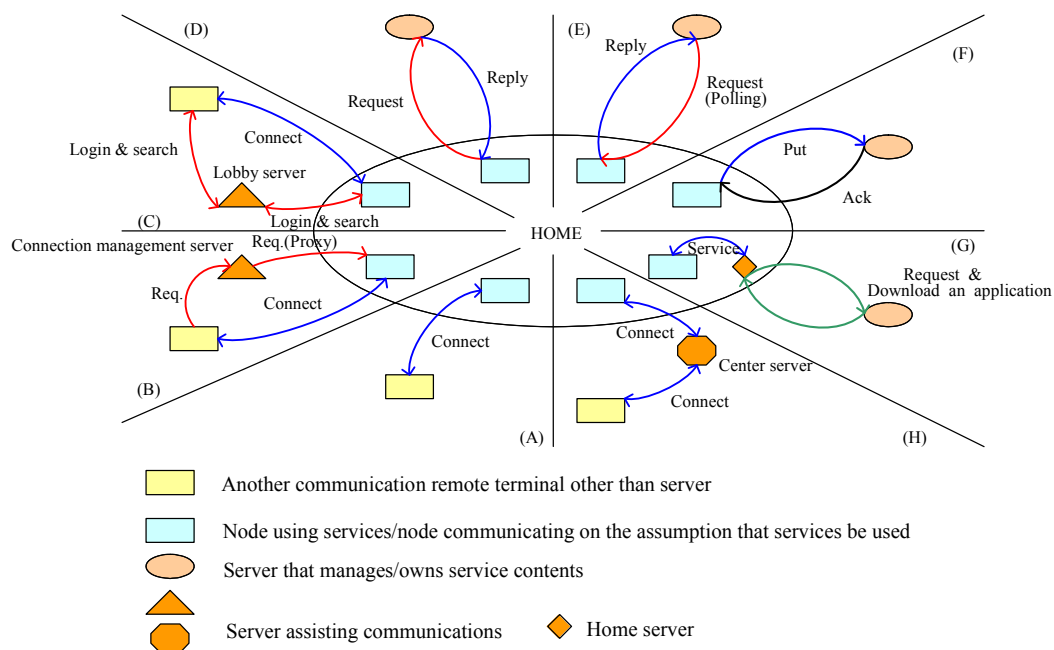 (D)
(E)
(F)
Reply
Reply
Request
Request
(Polling)
Connect
Login & search
Put
Lobby server
Ack
(C)
Login & search
HOME
(G)
Connection management server
Req.(Proxy)
Service
Request &
Download an application
Req.
Connect
Connect
Connect
Center server
(B)
Connect
(A)
(H)
Another communication remote terminal other than server
Node using services/node communicating on the assumption that services be used
Server that manages/owns service contents
Server assisting communications
Home server